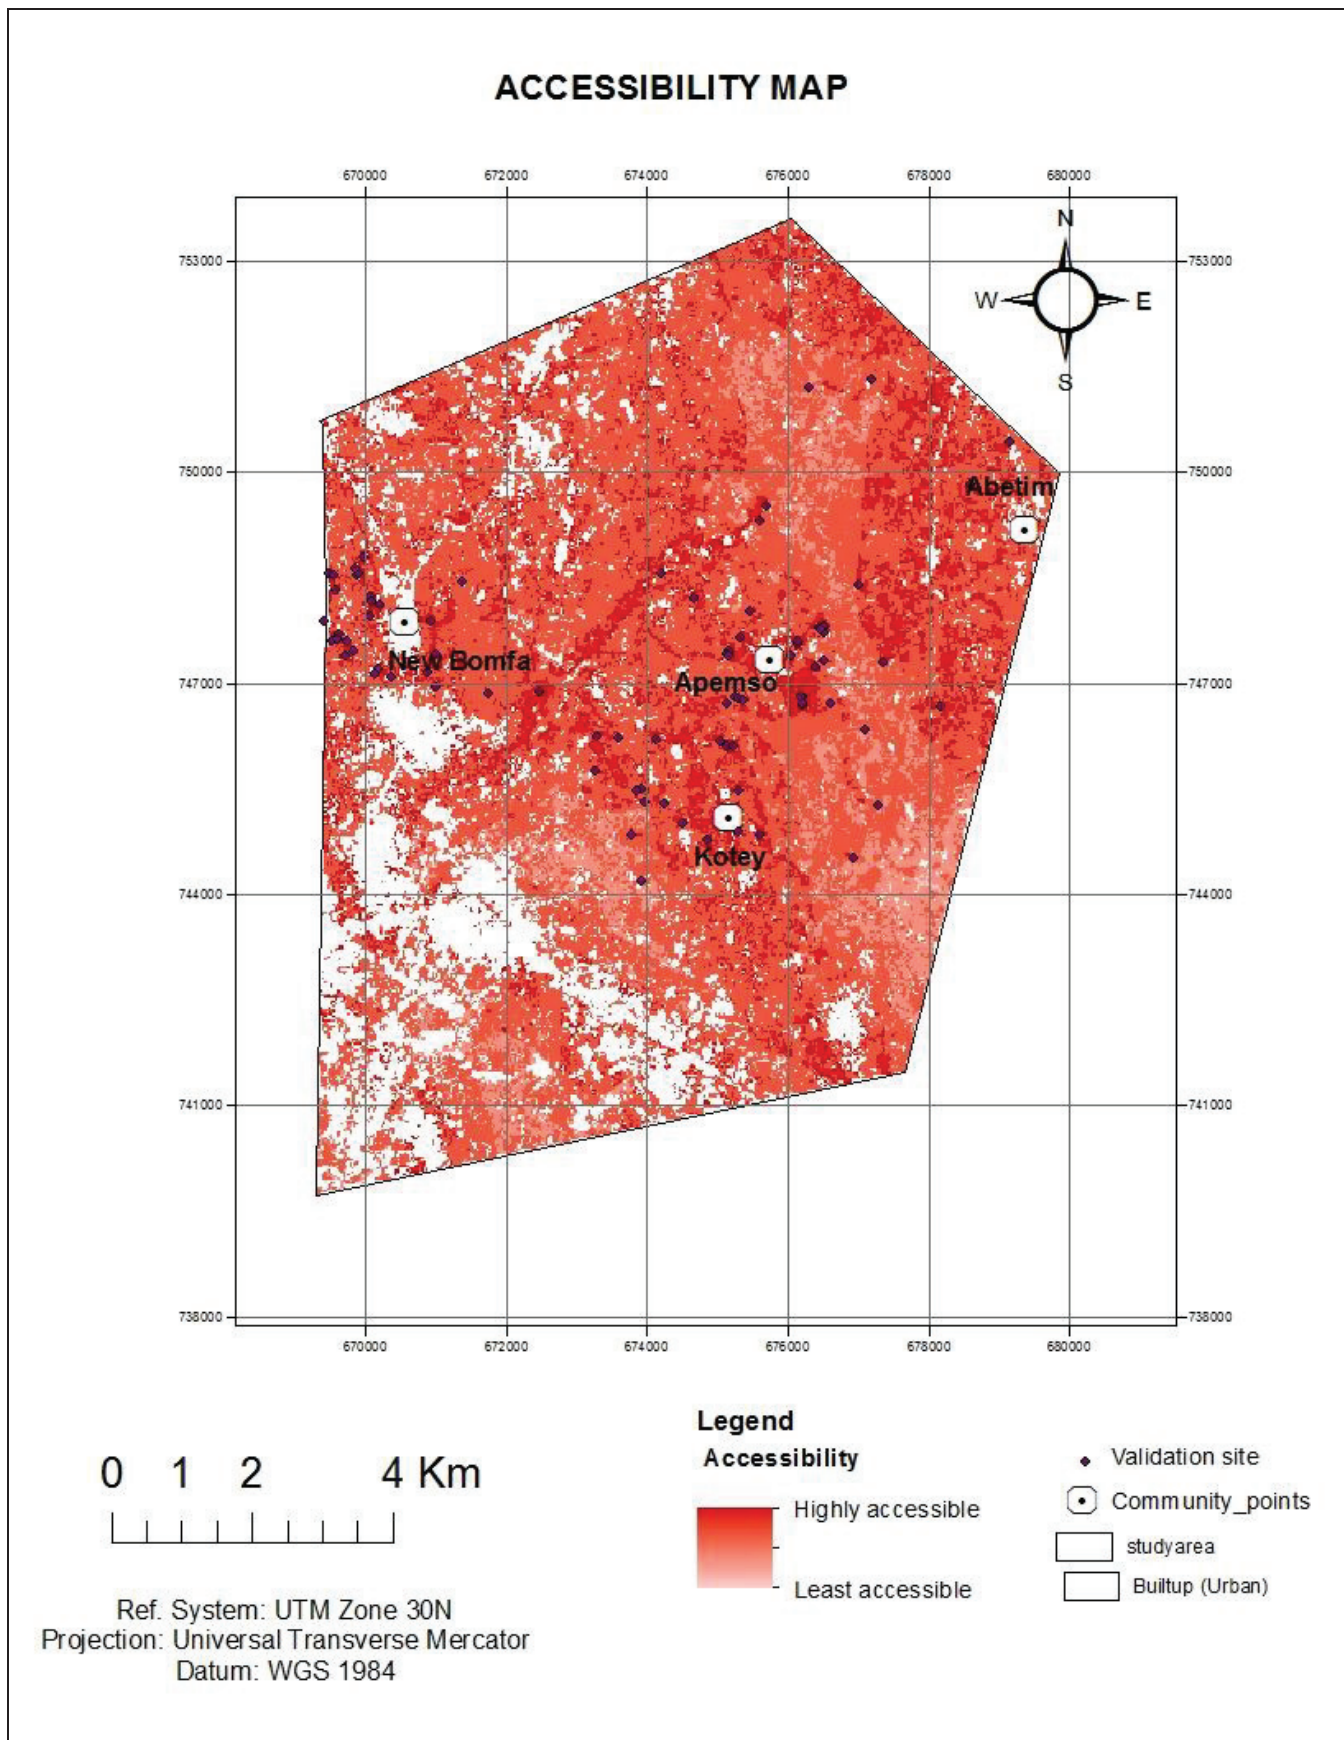 ACCESSIBILITY MAP
670000 672000 674000 676000 678000 680000
N
753000 753000
W E
S
750000 750000
Abetim
New Bomfa
Apemso
747000 747000
Kotey
744000 744000
741000 741000
738000 738000
670000 672000 674000 676000 678000 680000
Legend
Accessibility
Highly accessible
Least accessible
Validation site
Community_points
studyarea
Builtup (Urban)
0 1 2 4 Km
Ref. System: UTM Zone 30N
Projection: Universal Transverse Mercator
Datum: WGS 1984